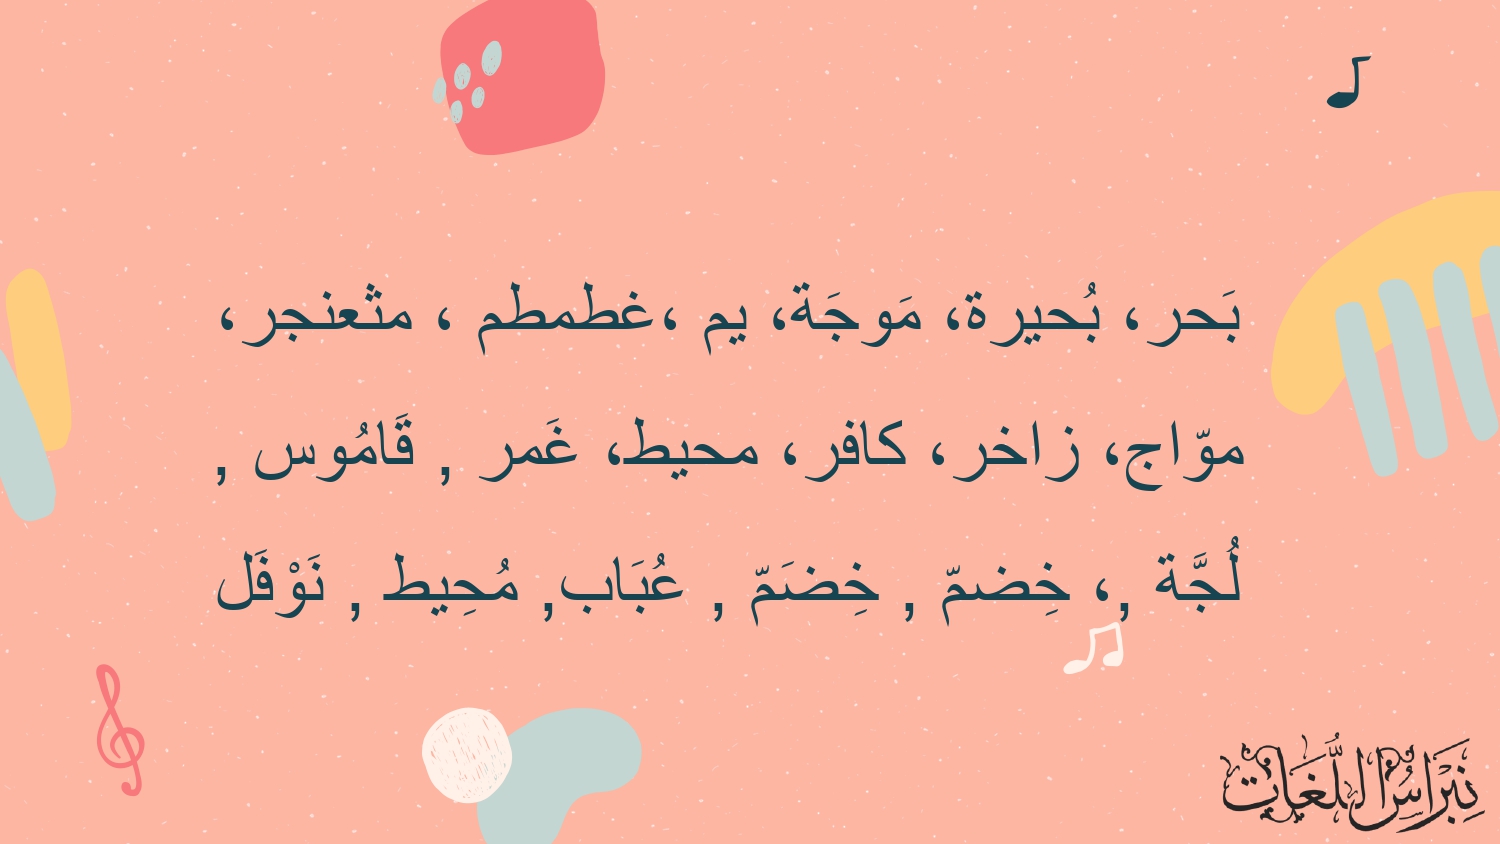 بَحر، بُحيرة، مَوجَة، يم ،غطمطم ، مثعنجر،
موّاج، زاخر، كافر، محيط، غَمر , قَامُوس ,
لُجَّة ,، خِضمّ , خِضَمّ , عُبَاب, مُحِيط , نَوْفَل
نِبْرَاسُ اللُّغَات